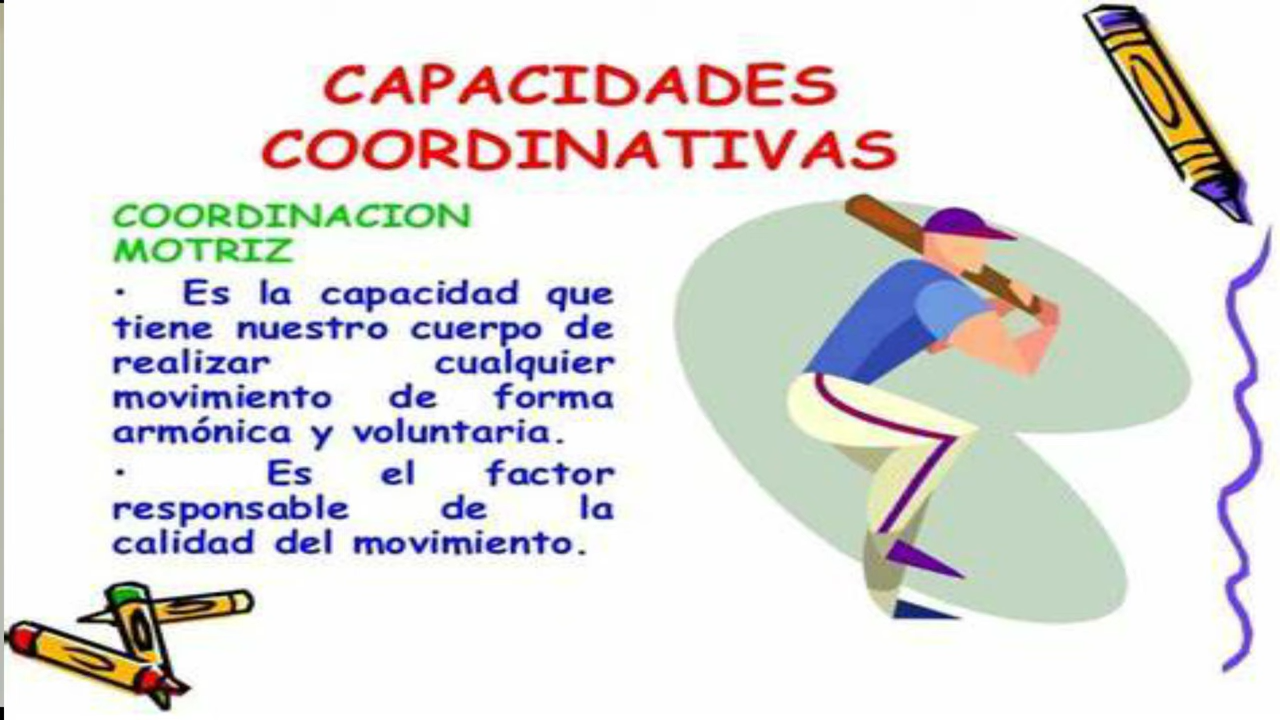 CAPACIDADES
COORDINATIVAS
COORDINACION
MOTRIZ
• Es la capacidad que
tiene nuestro cuerpo de
realizar cualquier
movimiento de forma
armónica y voluntaria.
• Es el factor
responsable de la
calidad del movimiento.